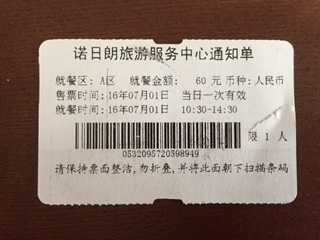 诺日朗旅游服务中心通知单
就餐区: A区 就餐金额: 60 元 币种: 人民币
售票时间: 16年07月01日 当日一次有效
就餐时间: 16年07月01日 10:30-14:30
限 1 人
0532095720598949
请保持票面整洁,勿折叠,并将此面朝下扫描条码